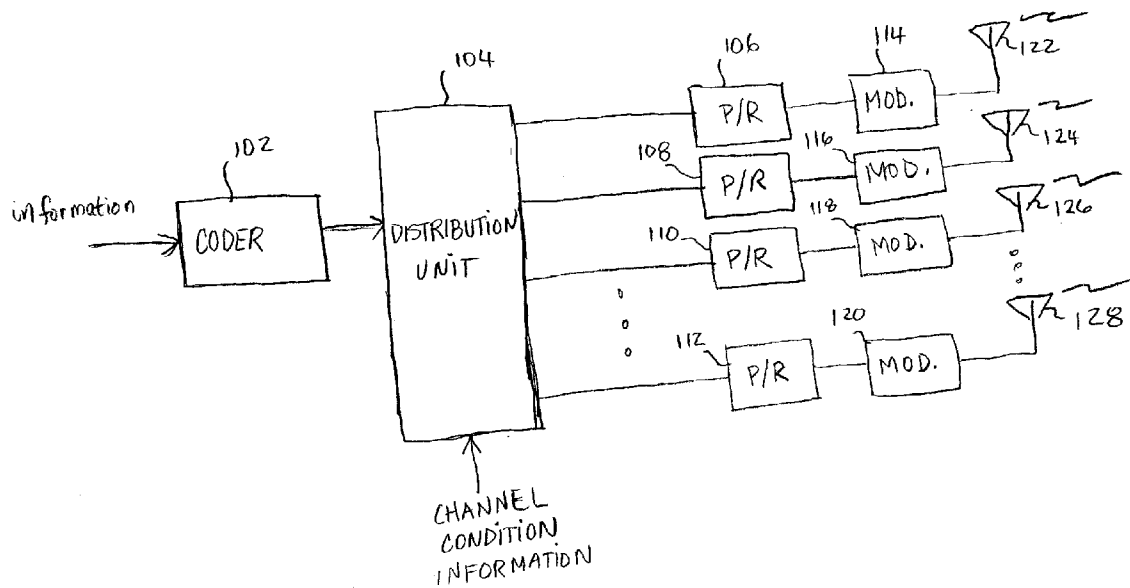 104
106
114
122
P/R
MOD.
102
108
116
124
P/R
MOD.
information
CODER
DISTRIBUTION
UNIT
110
118
126
P/R
MOD.
112
120
128
P/R
MOD.
CHANNEL
CONDITION
INFORMATION